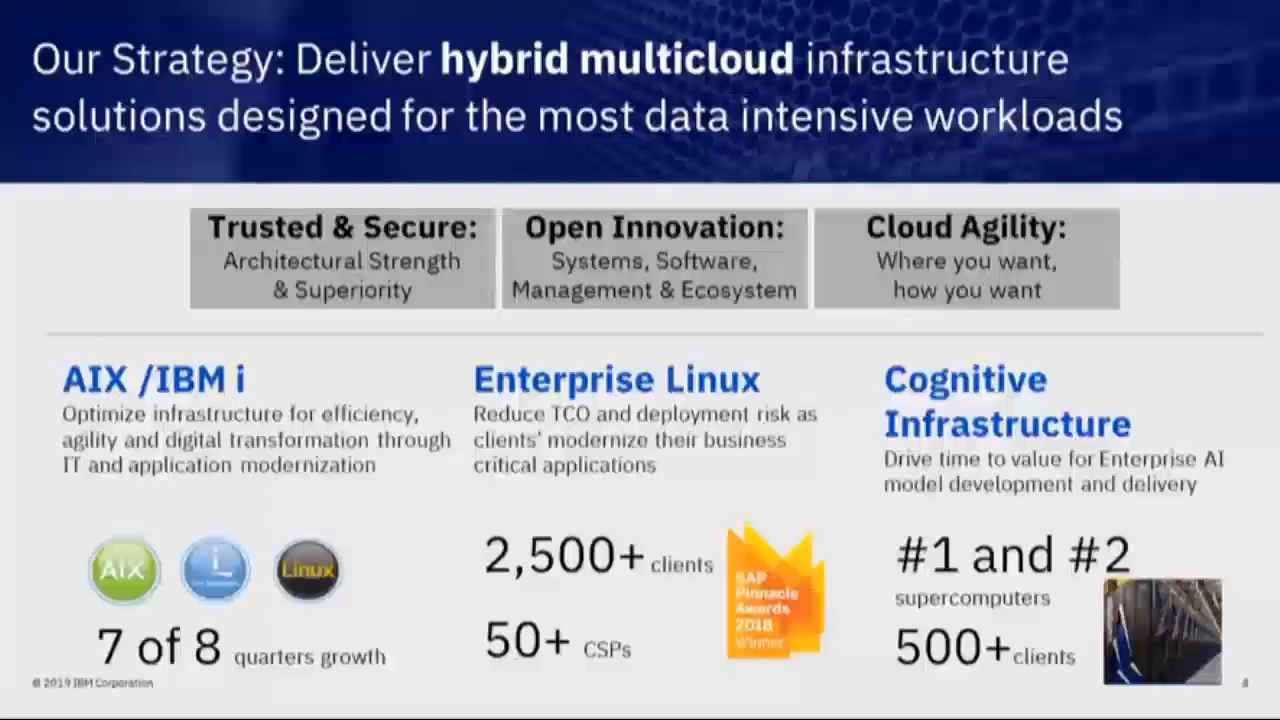 Our Strategy: Deliver hybrid multicloud infrastructure
solutions designed for the most data intensive workloads
Trusted & Secure:
Architectural Strength
& Superiority
Open Innovation:
Systems, Software,
Management & Ecosystem
Cloud Agility:
Where you want,
how you want
AIX /IBM i
Optimize infrastructure for efficiency,
agility and digital transformation through
IT and application modernization
AIX
Linux
7 of 8 quarters growth
Enterprise Linux
Reduce TCO and deployment risk as
clients' modernize their business
critical applications
2,500+ clients
50+ CSPs
SAP
Pinnacle
Awards
2018
Winner
Cognitive
Infrastructure
Drive time to value for Enterprise AI
model development and delivery
#1 and #2
supercomputers
500+ clients
© 2019 IBM Corporation